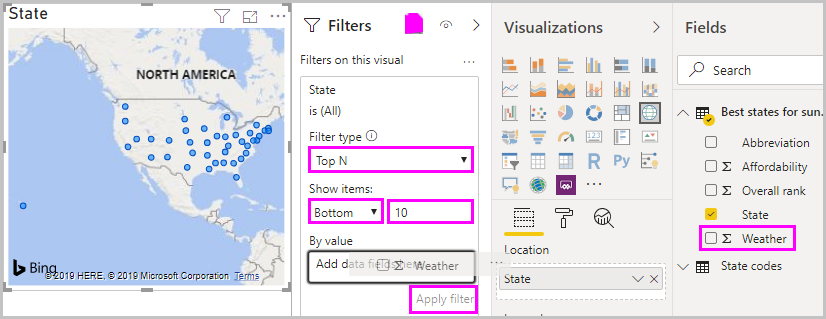 State
NORTH AMERICA
Bing
© 2019 HERE, © 2019 Microsoft Corporation Terms
Filters
Filters on this visual
State
is (All)
Filter type
Top N
Show items:
Bottom
10
By value
Add data fields here
Σ Weather
Apply filter
Visualizations
R
Py
Location
State
Fields
Search
Best states for sun...
Abbreviation
Σ Affordability
Σ Overall rank
State
Σ Weather
State codes